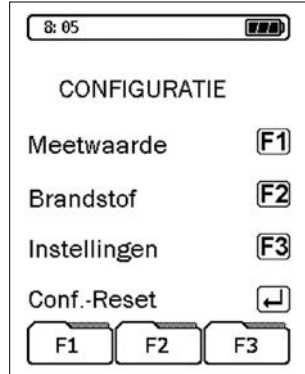 8:05
CONFIGURATIE
Meetwaarde F1
Brandstof F2
Instellingen F3
Conf.-Reset
F1 F2 F3